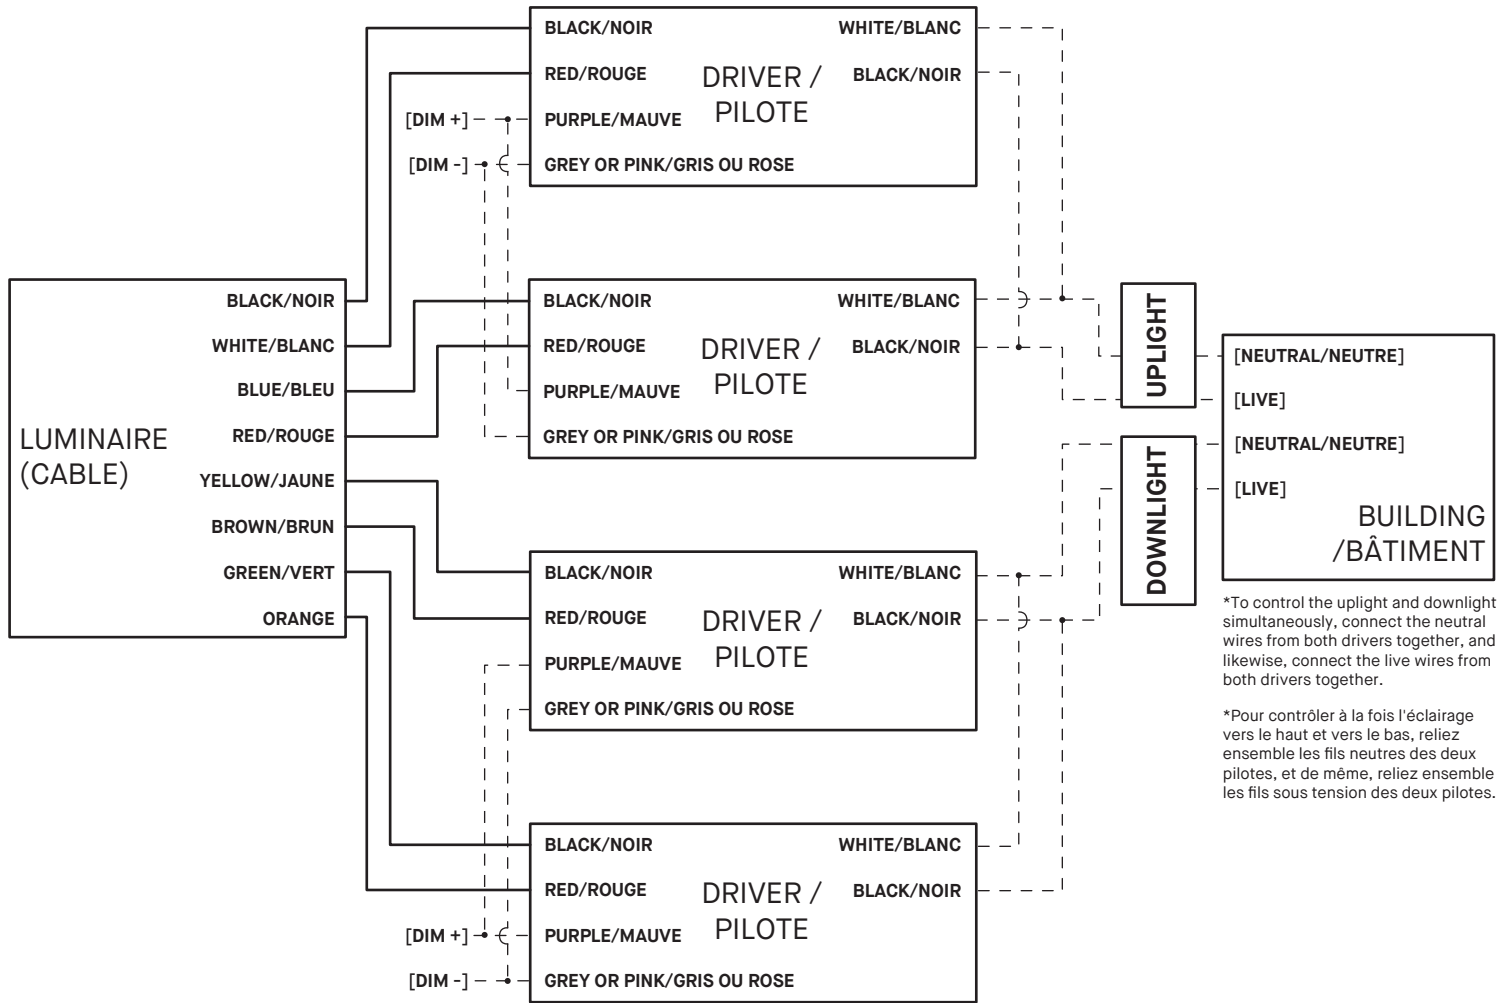 BLACK/NOIR
WHITE/BLANC
RED/ROUGE
DRIVER /
PILOTE
BLACK/NOIR
[DIM +]
PURPLE/MAUVE
[DIM -]
GREY OR PINK/GRIS OU ROSE
LUMINAIRE
(CABLE)
BLACK/NOIR
WHITE/BLANC
BLUE/BLEU
RED/ROUGE
YELLOW/JAUNE
BROWN/BRUN
GREEN/VERT
ORANGE
BLACK/NOIR
WHITE/BLANC
RED/ROUGE
DRIVER /
PILOTE
BLACK/NOIR
PURPLE/MAUVE
GREY OR PINK/GRIS OU ROSE
UPLIGHT
DOWNLIGHT
[NEUTRAL/NEUTRE]
[LIVE]
[NEUTRAL/NEUTRE]
[LIVE]
BUILDING
/BÂTIMENT
BLACK/NOIR
WHITE/BLANC
RED/ROUGE
DRIVER /
PILOTE
BLACK/NOIR
PURPLE/MAUVE
GREY OR PINK/GRIS OU ROSE
*To control the uplight and downlight
simultaneously, connect the neutral
wires from both drivers together, and
likewise, connect the live wires from
both drivers together.
*Pour contrôler à la fois l'éclairage
vers le haut et vers le bas, reliez
ensemble les fils neutres des deux
pilotes, et de même, reliez ensemble
les fils sous tension des deux pilotes.
BLACK/NOIR
WHITE/BLANC
RED/ROUGE
DRIVER /
PILOTE
BLACK/NOIR
[DIM +]
PURPLE/MAUVE
[DIM -]
GREY OR PINK/GRIS OU ROSE